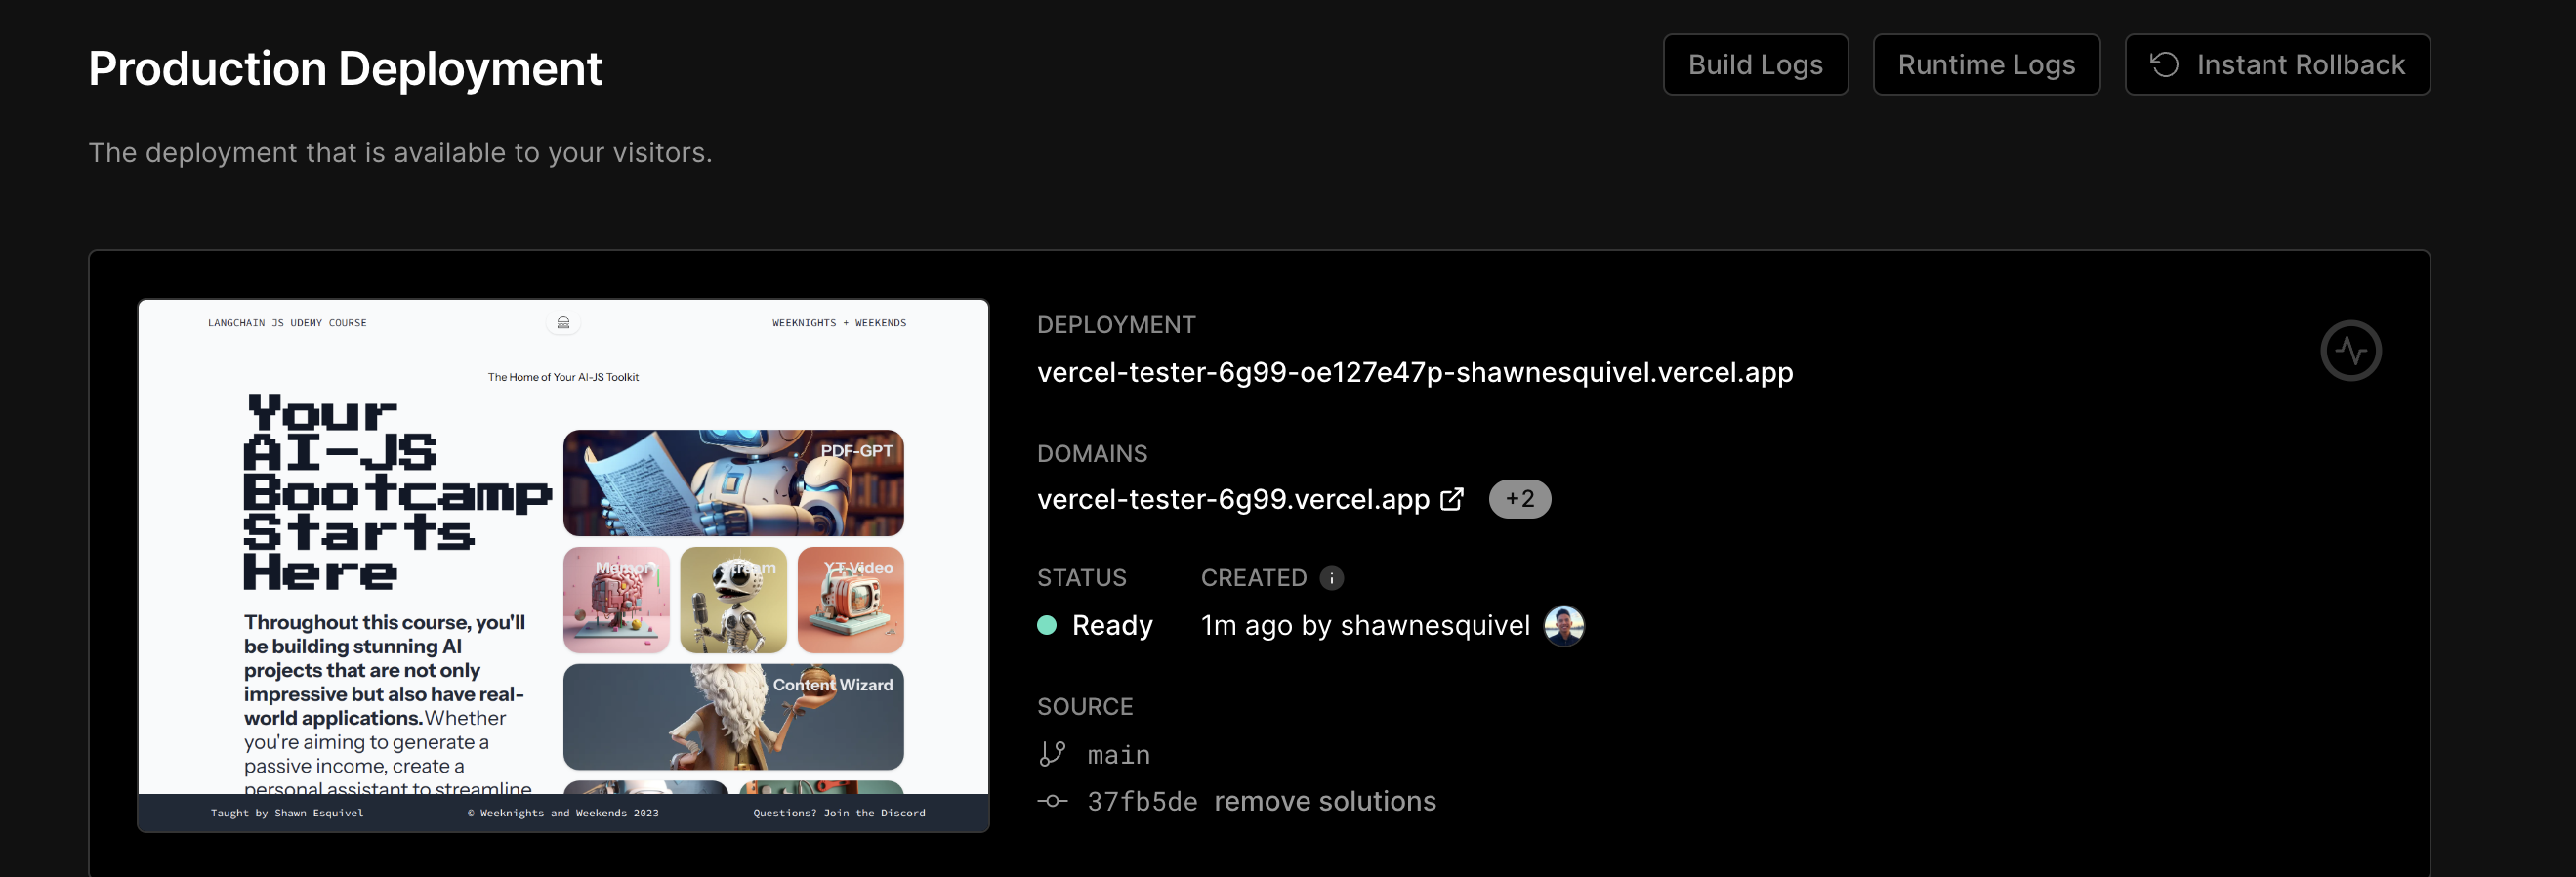 Production Deployment
Build Logs
Runtime Logs
Instant Rollback
The deployment that is available to your visitors.
LANGCHAIN JS UDEMY COURSE
WEEKNIGHTS + WEEKENDS
The Home of Your AI-JS Toolkit
Your
AI-JS
Bootcamp
Starts
Here
Throughout this course, you'll
be building stunning AI
projects that are not only
impressive but also have real-
world applications.Whether
you're aiming to generate a
passive income, create a
personal assistant to streamline
PDF-GPT
Memory
Stream
YT Video
Content Wizard
Taught by Shawn Esquivel
© Weeknights and Weekends 2023
Questions? Join the Discord
DEPLOYMENT
vercel-tester-6g99-oe127e47p-shawnesquivel.vercel.app
DOMAINS
vercel-tester-6g99.vercel.app
+2
STATUS
CREATED
Ready
1m ago by shawnesquivel
SOURCE
main
37fb5de remove solutions